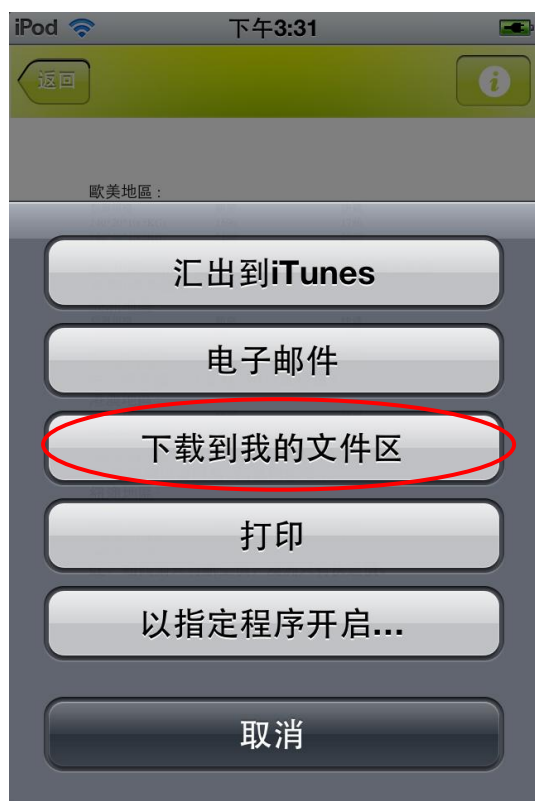 iPod 下午3:31
返回
歐美地區：
汇出到iTunes
电子邮件
下载到我的文件区
打印
以指定程序开启...
取消